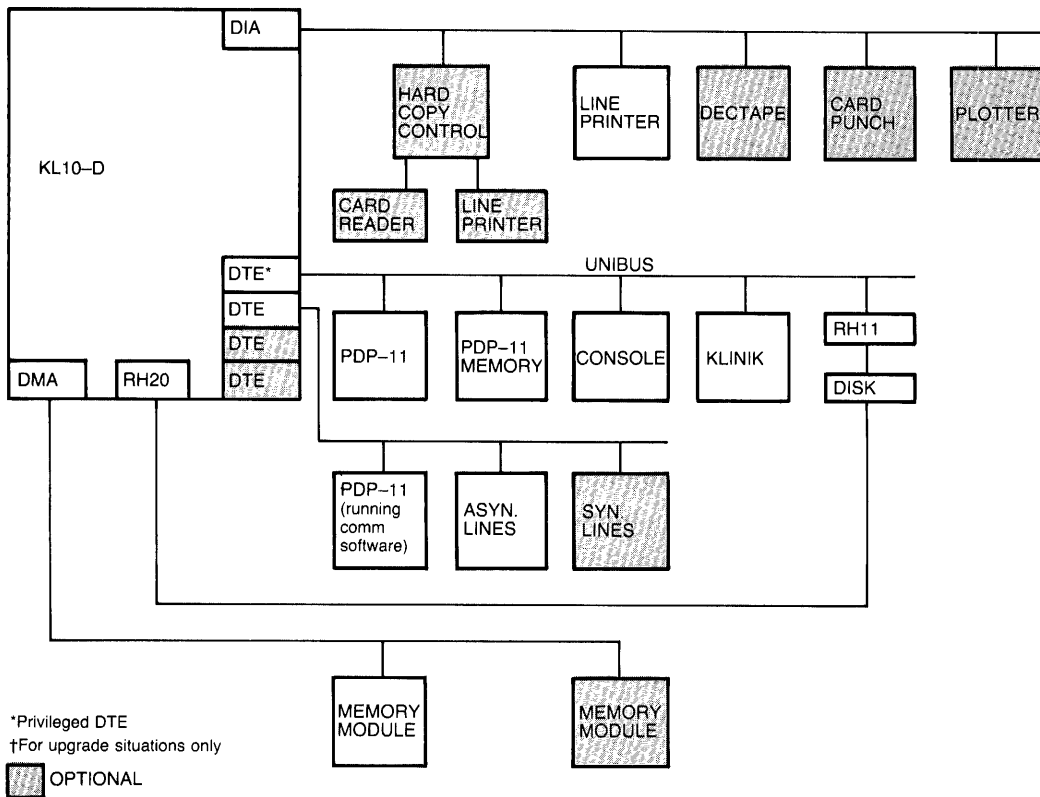 DIA
HARD
COPY
CONTROL
LINE
PRINTER
DECTAPE
CARD
PUNCH
PLOTTER
KL10–D
CARD
READER
LINE
PRINTER
UNIBUS
DTE*
DTE
DTE
DTE
DMA
RH20
PDP–11
PDP–11
MEMORY
CONSOLE
KLINIK
RH11
DISK
PDP–11
(running
comm
software)
ASYN.
LINES
SYN.
LINES
MEMORY
MODULE
MEMORY
MODULE
*Privileged DTE
†For upgrade situations only
OPTIONAL